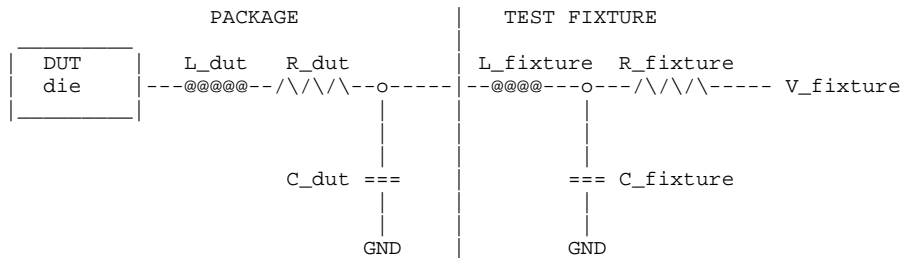 PACKAGE | TEST FIXTURE
DUT L_dut R_dut | L_fixture R_fixture
die |---@@@@@--/\/\/\--o-----|--@@@@---o---/\/\/\----- V_fixture
C_dut === | === C_fixture
GND | GND